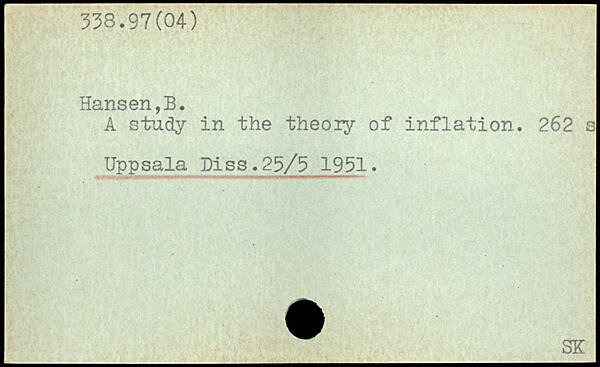 338.97(04)
Hansen,B.
A study in the theory of inflation. 262 s
Uppsala Diss.25/5 1951.
SK